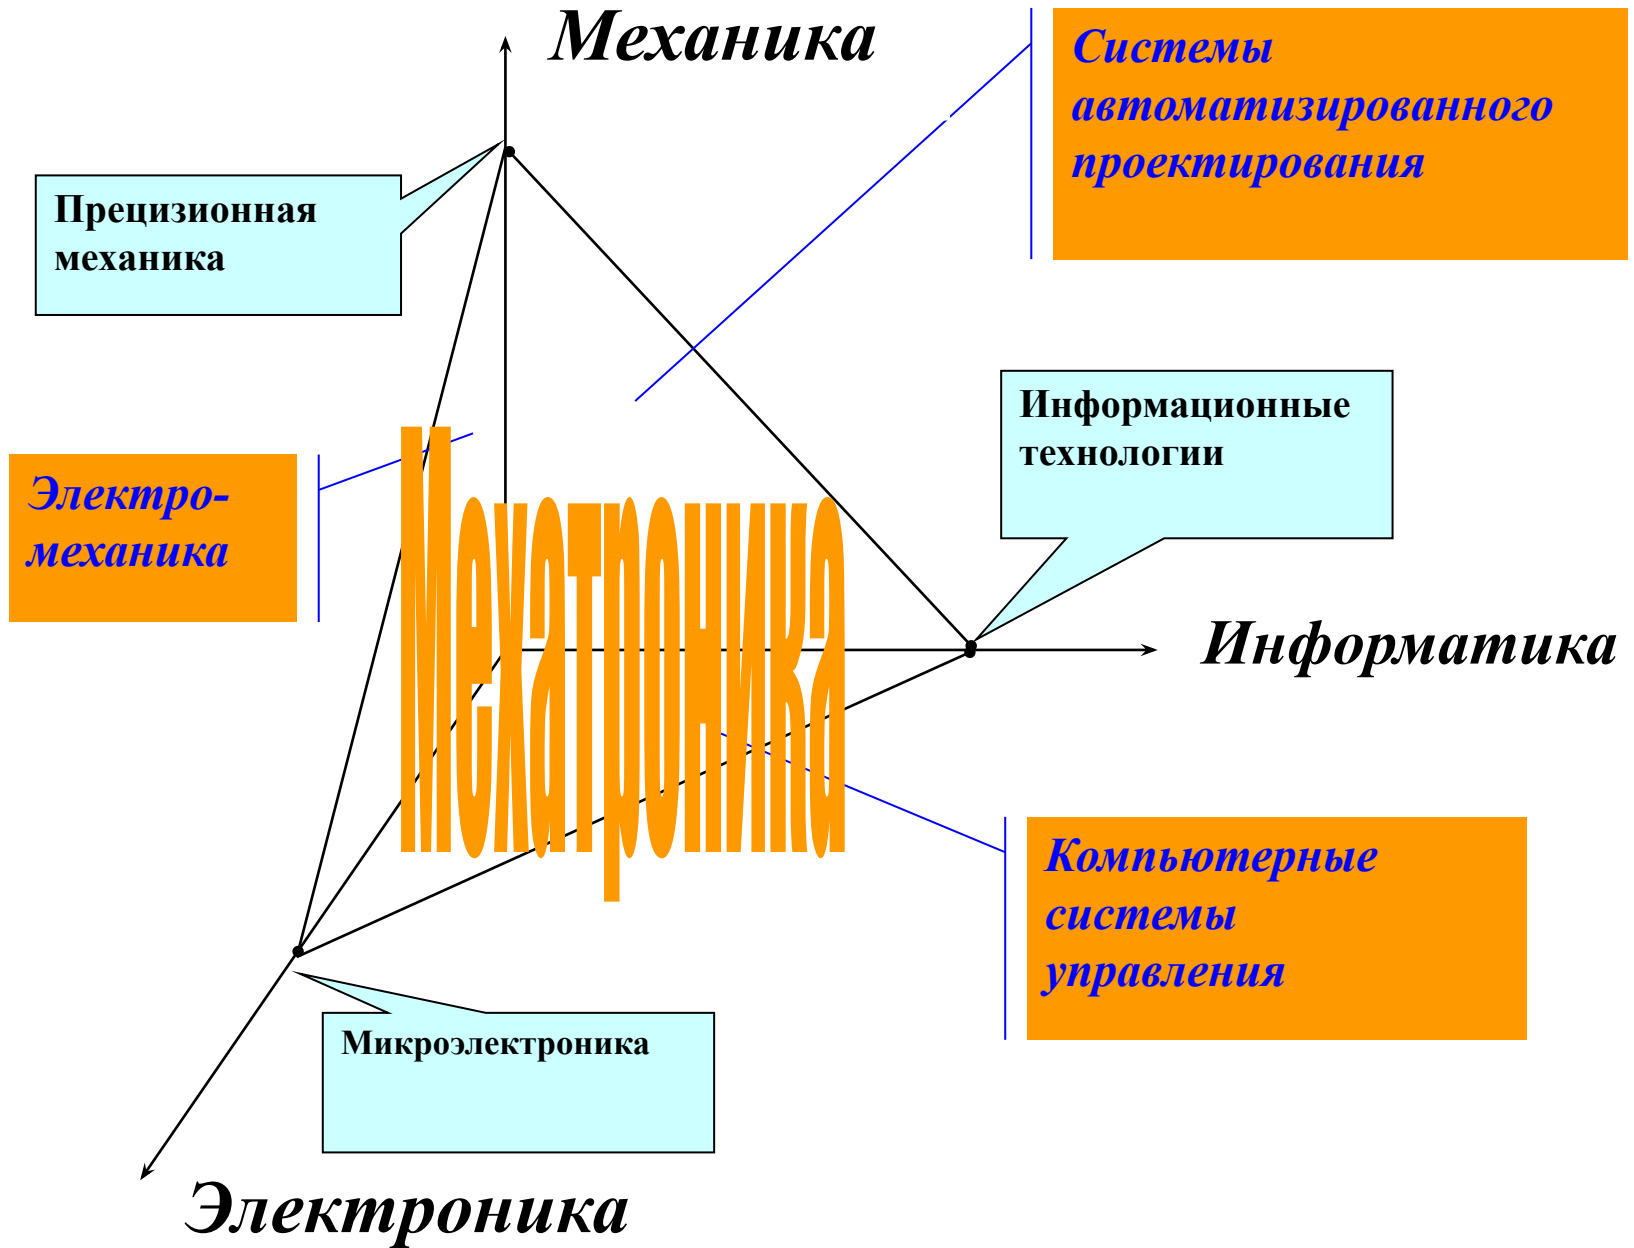 Механика
Системы
автоматизированного
проектирования
Прецизионная
механика
Информационные
технологии
Электро-
механика
Мехатроника
Информатика
Компьютерные
системы
управления
Микроэлектроника
Электроника